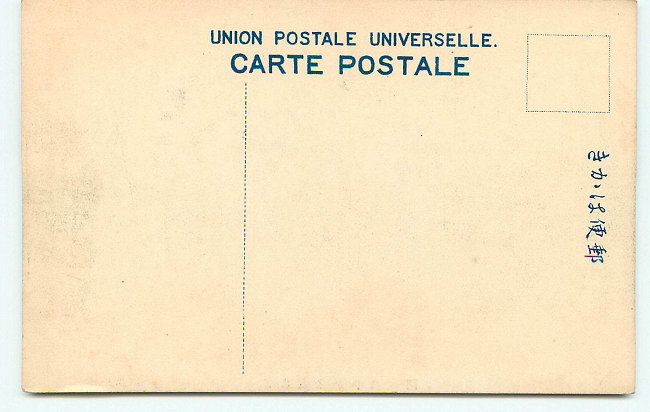 UNION POSTALE UNIVERSELLE.
CARTE POSTALE
郵便はかき